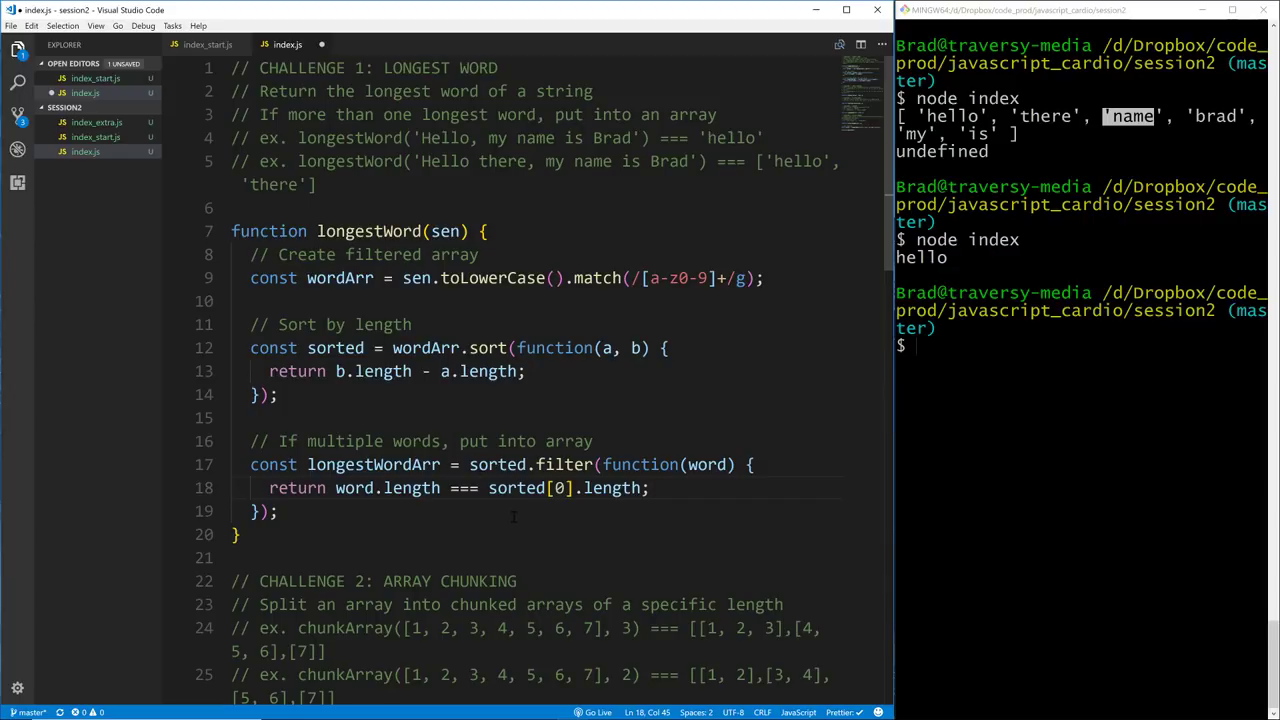 index.js - session2 - Visual Studio Code
File Edit Selection View Go Debug Tasks Help
EXPLORER
OPEN EDITORS 1 UNSAVED
index_start.js U
index.js U
SESSION2
index_extra.js U
index_start.js U
index.js U
index_start.js index.js
1 // CHALLENGE 1: LONGEST WORD
2 // Return the longest word of a string
3 // If more than one longest word, put into an array
4 // ex. longestWord('Hello, my name is Brad') === 'hello'
5 // ex. longestWord('Hello there, my name is Brad') === ['hello',
'there']
6
7 function longestWord(sen) {
8 // Create filtered array
9 const wordArr = sen.toLowerCase().match(/[a-z0-9]+/g);
10
11 // Sort by length
12 const sorted = wordArr.sort(function(a, b) {
13 return b.length - a.length;
14 });
15
16 // If multiple words, put into array
17 const longestWordArr = sorted.filter(function(word) {
18 return word.length === sorted[0].length;
19 });
20 }
21
22 // CHALLENGE 2: ARRAY CHUNKING
23 // Split an array into chunked arrays of a specific length
24 // ex. chunkArray([1, 2, 3, 4, 5, 6, 7], 3) === [[1, 2, 3],[4,
5, 6],[7]]
25 // ex. chunkArray([1, 2, 3, 4, 5, 6, 7], 2) === [[1, 2],[3, 4],
[5, 6],[7]]
master* 0 0 Go Live Ln 18, Col 45 Spaces: 2 UTF-8 CRLF JavaScript Prettier: ✓
MINGW64:/d/Dropbox/code_prod/javascript_cardio/session2
Brad@traversy-media /d/Dropbox/code_
prod/javascript_cardio/session2 (mas
ter)
$ node index
[ 'hello', 'there', 'name', 'brad',
'my', 'is' ]
undefined
Brad@traversy-media /d/Dropbox/code_
prod/javascript_cardio/session2 (mas
ter)
$ node index
hello
Brad@traversy-media /d/Dropbox/code_
prod/javascript_cardio/session2 (mas
ter)
$